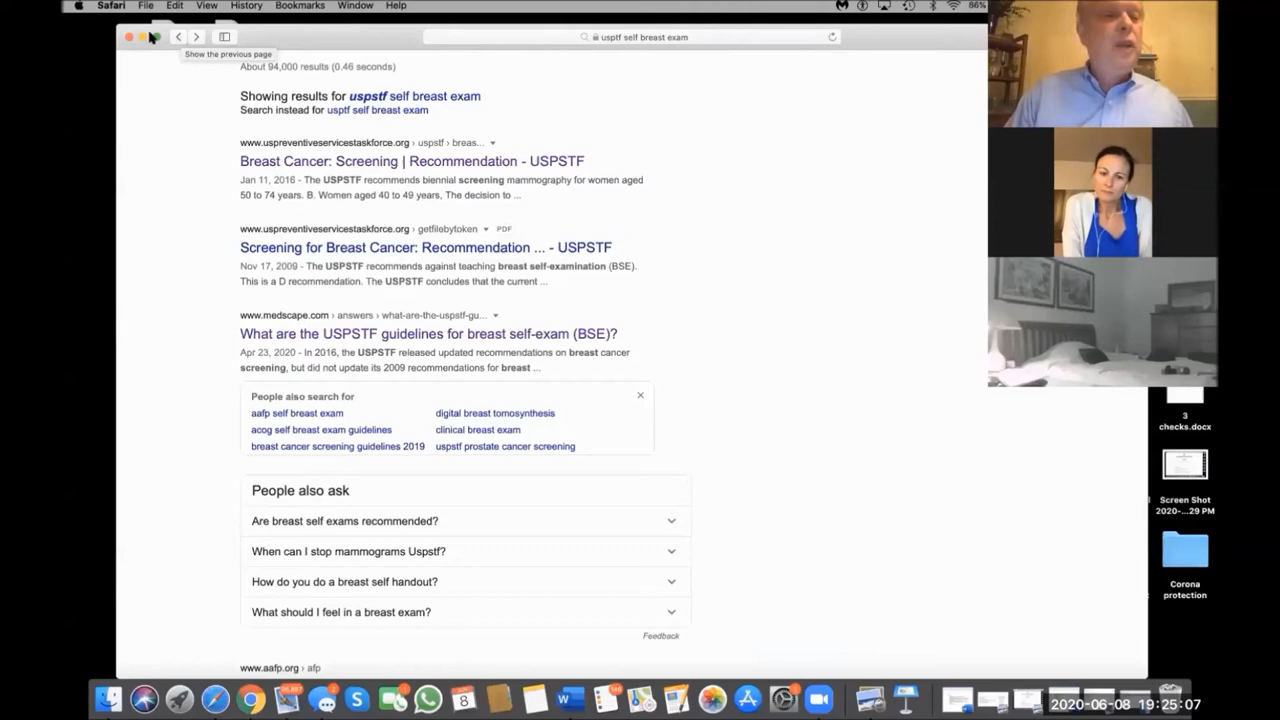 Safari File Edit View History Bookmarks Window Help 86%
usptf self breast exam
Show the previous page
About 94,000 results (0.46 seconds)
Showing results for uspstf self breast exam
Search instead for usptf self breast exam
www.uspreventiveservicestaskforce.org › uspstf › breas...
Breast Cancer: Screening | Recommendation - USPSTF
Jan 11, 2016 - The USPSTF recommends biennial screening mammography for women aged
50 to 74 years. B. Women aged 40 to 49 years, The decision to ...
www.uspreventiveservicestaskforce.org › getfilebytoken PDF
Screening for Breast Cancer: Recommendation ... - USPSTF
Nov 17, 2009 - The USPSTF recommends against teaching breast self-examination (BSE).
This is a D recommendation. The USPSTF concludes that the current ...
www.medscape.com › answers › what-are-the-uspstf-gu...
What are the USPSTF guidelines for breast self-exam (BSE)?
Apr 23, 2020 - In 2016, the USPSTF released updated recommendations on breast cancer
screening, but did not update its 2009 recommendations for breast ...
People also search for
aafp self breast exam digital breast tomosynthesis
acog self breast exam guidelines clinical breast exam
breast cancer screening guidelines 2019 uspstf prostate cancer screening
People also ask
Are breast self exams recommended?
When can I stop mammograms Uspstf?
How do you do a breast self handout?
What should I feel in a breast exam?
Feedback
www.aafp.org › afp
3
checks.docx
Screen Shot
2020-...29 PM
Corona
protection
8
2020-06-08 19:25:07